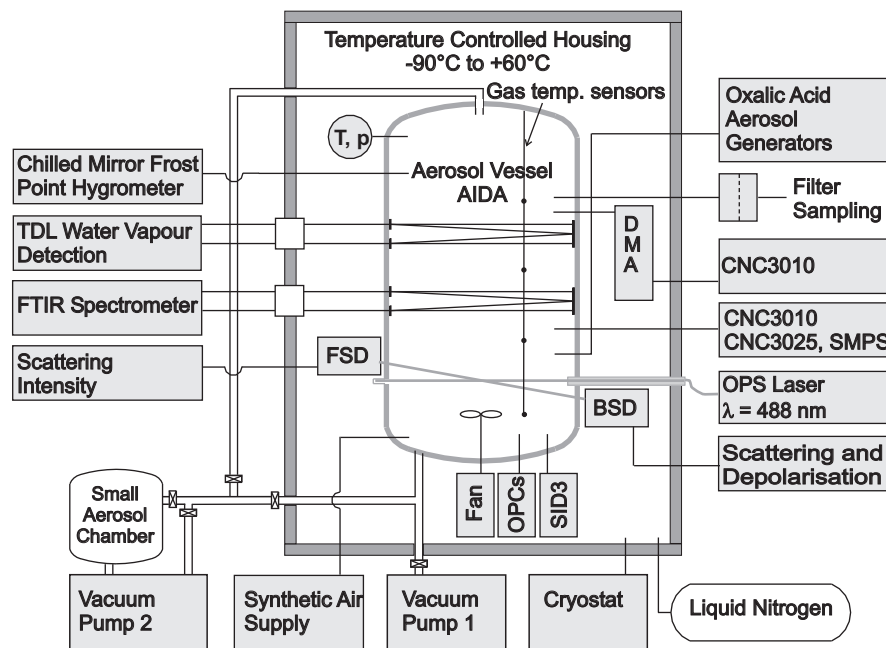 Temperature Controlled Housing
-90°C to +60°C
Gas temp. sensors
T, p
Aerosol Vessel
AIDA
Chilled Mirror Frost
Point Hygrometer
TDL Water Vapour
Detection
FTIR Spectrometer
Scattering
Intensity
FSD
BSD
DMA
Oxalic Acid
Aerosol
Generators
Filter
Sampling
CNC3010
CNC3010
CNC3025, SMPS
OPS Laser
λ = 488 nm
Scattering and
Depolarisation
Fan
OPCs
SID3
Small
Aerosol
Chamber
Vacuum
Pump 2
Synthetic Air
Supply
Vacuum
Pump 1
Cryostat
Liquid Nitrogen